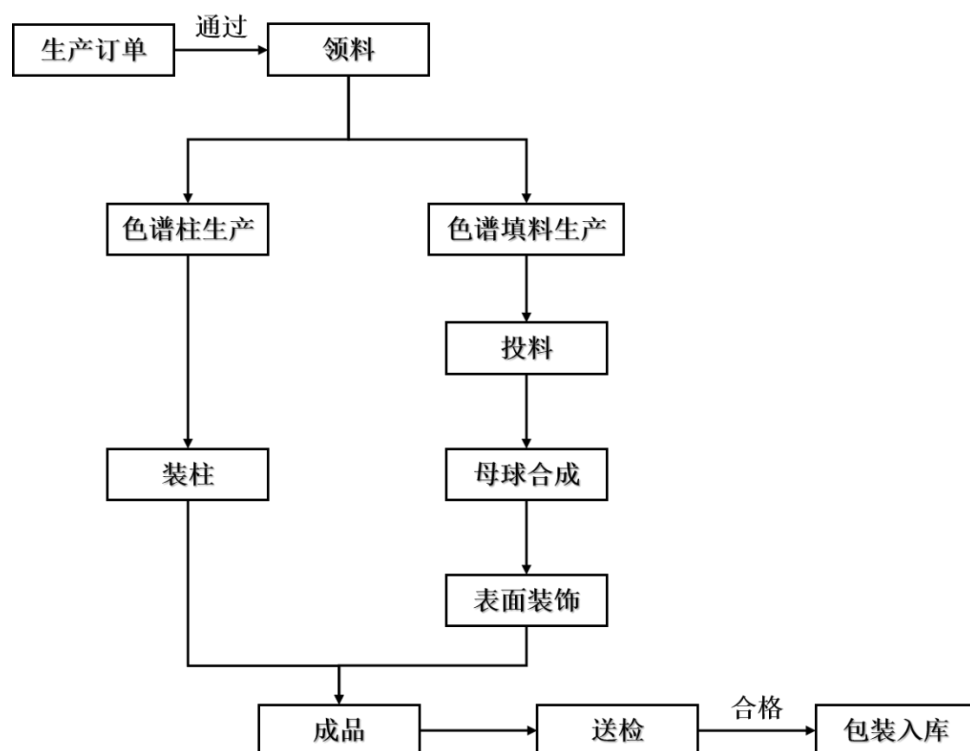 生产订单
通过
领料
色谱柱生产
色谱填料生产
投料
装柱
母球合成
表面装饰
成品
送检
合格
包装入库